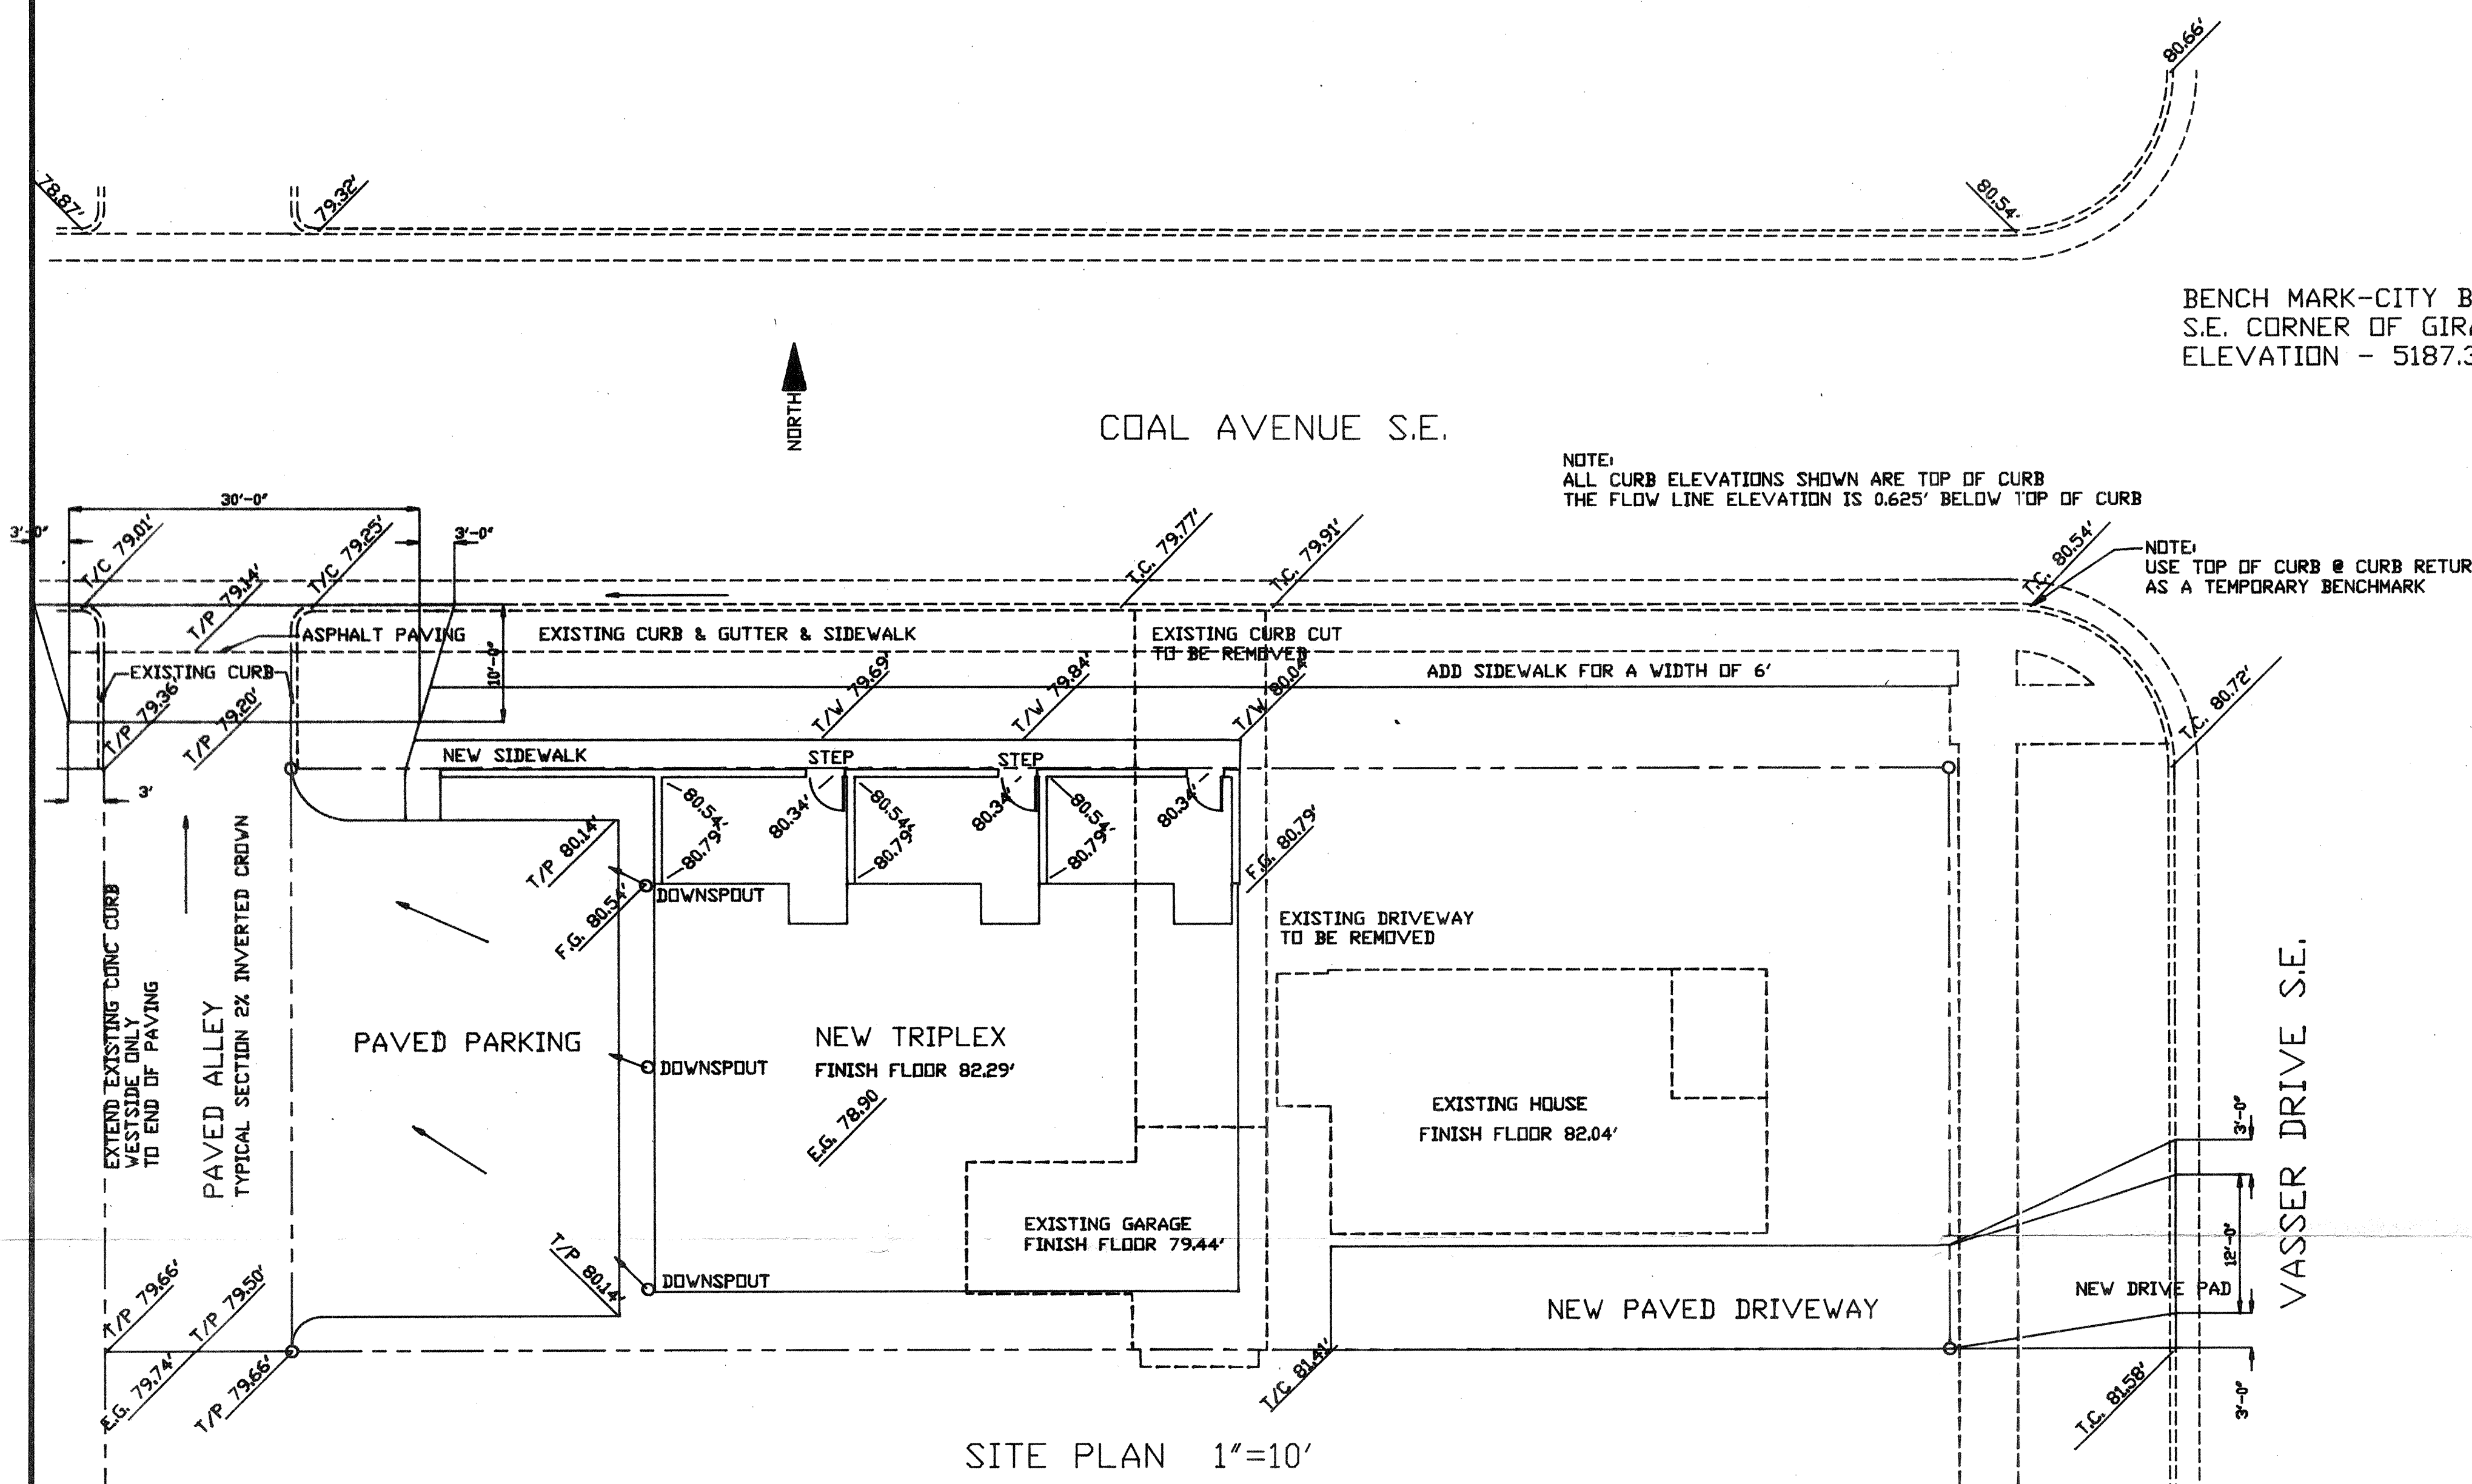 80.66'
78.87'
79.32'
80.54'
BENCH MARK-CITY B
S.E. CORNER OF GIRA
ELEVATION - 5187.3
NORTH
COAL AVENUE S.E.
NOTE:
ALL CURB ELEVATIONS SHOWN ARE TOP OF CURB
THE FLOW LINE ELEVATION IS 0.625' BELOW TOP OF CURB
30'-0"
3'-0"
3'-0"
T/C 79.01'
T/P 79.14'
T/C 79.25'
T.C. 79.77'
T.C. 79.91'
T.C. 80.54'
NOTE:
USE TOP OF CURB @ CURB RETUR
AS A TEMPORARY BENCHMARK
ASPHALT PAVING
EXISTING CURB & GUTTER & SIDEWALK
EXISTING CURB CUT
TO BE REMOVED
10'-0"
EXISTING CURB
ADD SIDEWALK FOR A WIDTH OF 6'
T/P 79.36'
T/P 79.20'
T/W 79.69'
T/W 79.84'
T/W 80.04'
T.C. 80.72'
NEW SIDEWALK
STEP
STEP
3'
80.54'
80.79'
80.34'
80.54'
80.79'
80.34'
80.54'
80.79'
80.34'
F.G. 80.79'
T/P 80.14'
F.G. 80.54'
DOWNSPOUT
EXISTING DRIVEWAY
TO BE REMOVED
EXTEND EXISTING CONC CURB
WESTSIDE ONLY
TO END OF PAVING
PAVED ALLEY
TYPICAL SECTION 2% INVERTED CROWN
PAVED PARKING
DOWNSPOUT
NEW TRIPLEX
FINISH FLOOR 82.29'
E.G. 78.90
EXISTING HOUSE
FINISH FLOOR 82.04'
VASSER DRIVE S.E.
3'-0"
12'-0"
EXISTING GARAGE
FINISH FLOOR 79.44'
T/P 80.14'
DOWNSPOUT
NEW DRIVE PAD
NEW PAVED DRIVEWAY
T/P 79.66'
T/P 79.50'
E.G. 79.74'
T/P 79.66'
T/C 81.41'
T.C. 81.58'
3'-0"
SITE PLAN 1"=10'